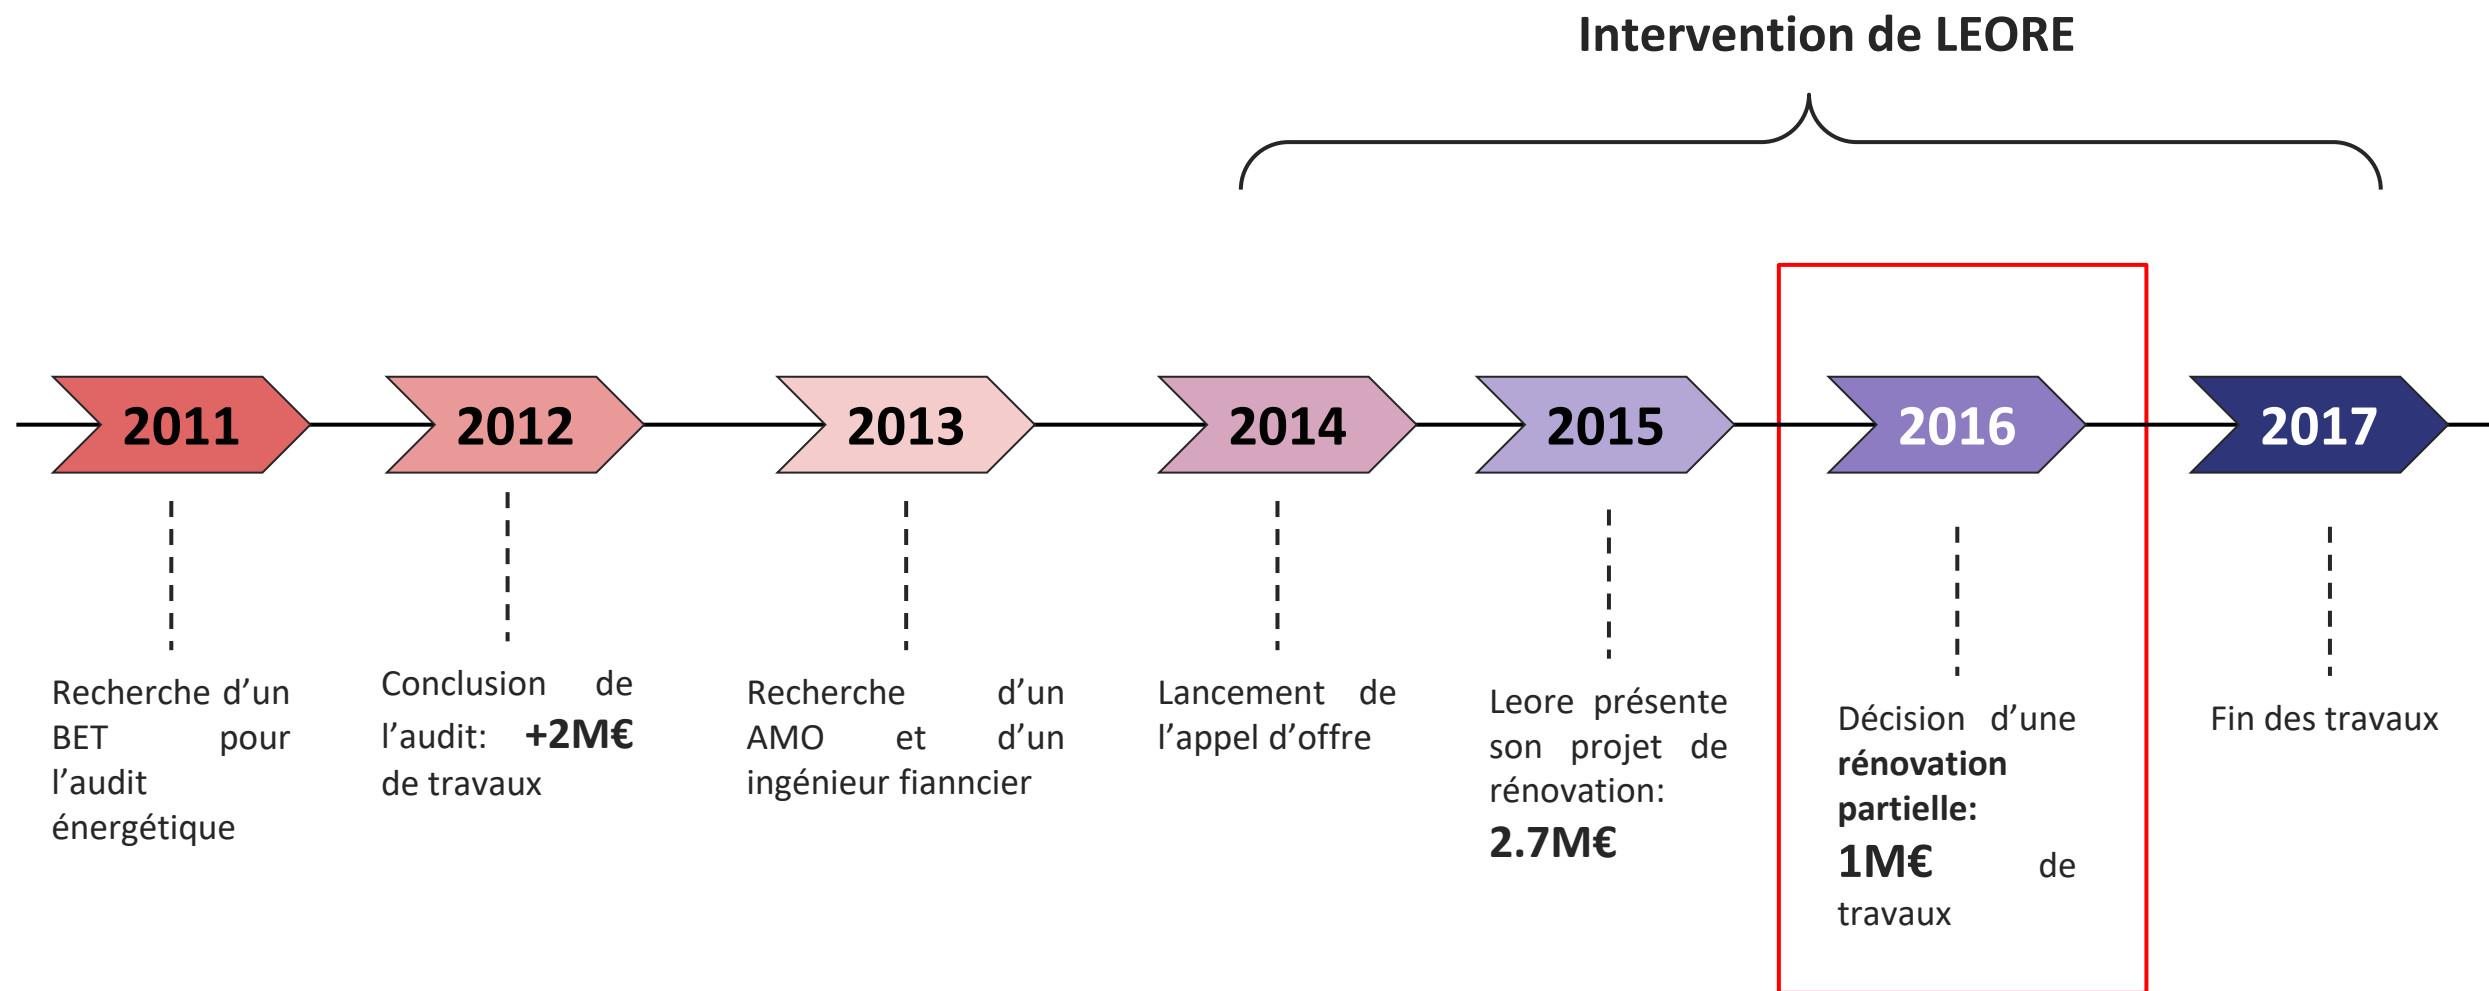 Intervention de LEORE
2011
2012
2013
2014
2015
2016
2017
Recherche d’un
BET pour
l’audit
énergétique
Conclusion de
l’audit: +2M€
de travaux
Recherche d’un
AMO et d’un
ingénieur fianncier
Lancement de
l’appel d’offre
Leore présente
son projet de
rénovation:
2.7M€
Décision d’une
rénovation
partielle:
1M€ de
travaux
Fin des travaux